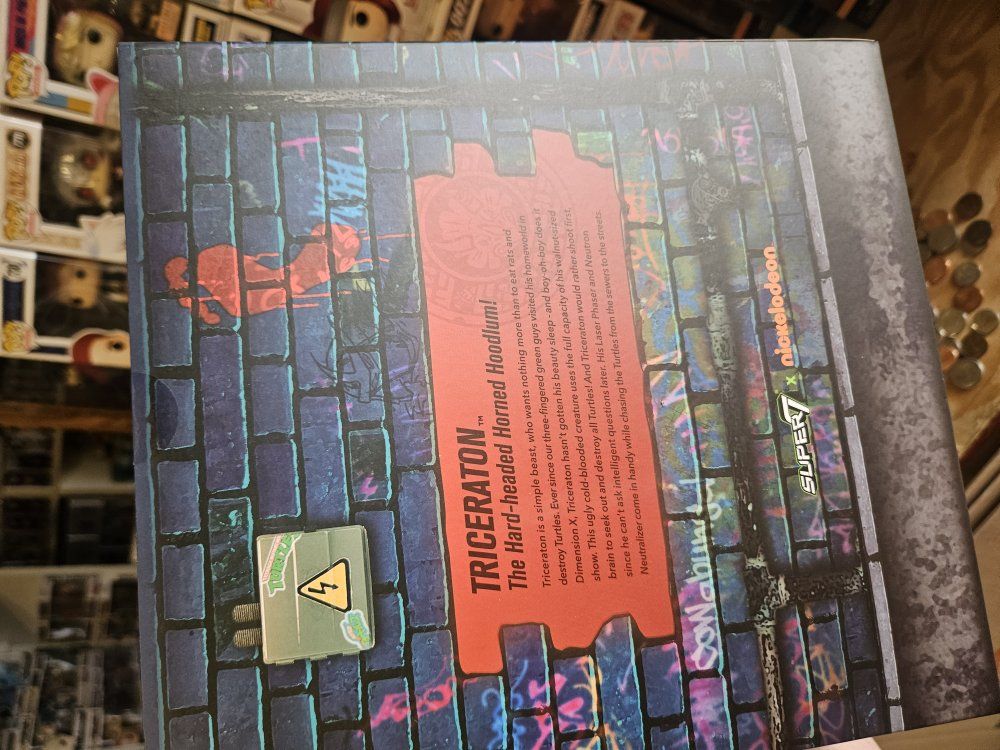 TRICERATON™
The Hard-headed Horned Hoodlum!
Triceraton is a simple beast, who wants nothing more than to eat rats and
destroy Turtles. Ever since our three-fingered green guys visited his homeworld in
Dimension X, Triceraton hasn't gotten his beauty sleep - and boy-oh-boy does it
show. This ugly cold-blooded creature uses the full capacity of his walnut-sized
brain to seek out and destroy all Turtles! And Triceraton would rather shoot first,
since he can't ask intelligent questions later. His Laser Phaser and Neutron
Neutralizer come in handy while chasing the Turtles from the sewers to the streets.
SUPER7 x nickelodeon
TURTLES
POP!
POP!
POP!